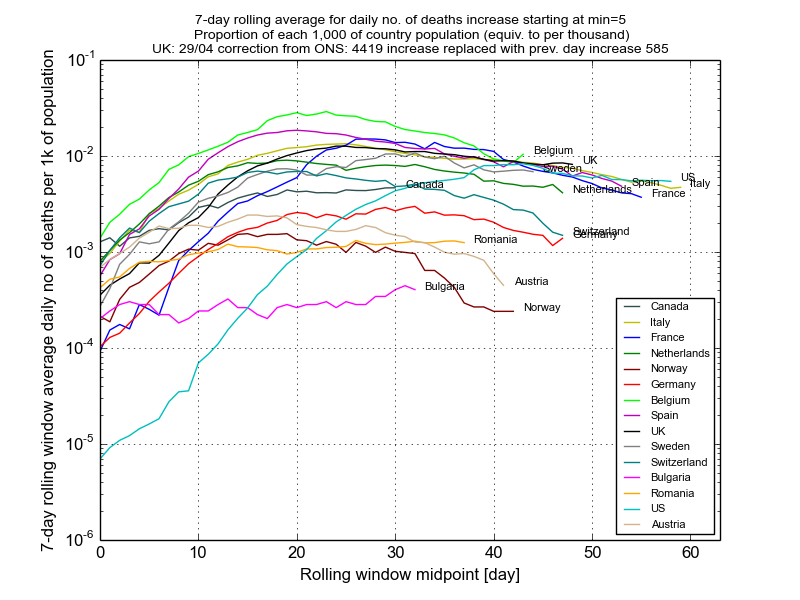 7-day rolling average for daily no. of deaths increase starting at min=5
Proportion of each 1,000 of country population (equiv. to per thousand)
UK: 29/04 correction from ONS: 4419 increase replaced with prev. day increase 585
7-day rolling window average daily no of deaths per 1k of population
10⁻¹
10⁻²
10⁻³
10⁻⁴
10⁻⁵
10⁻⁶
Belgium
UK
Sweden
US
Spain
Italy
Canada
Netherlands
France
Switzerland
Germany
Romania
Austria
Bulgaria
Norway
Canada
Italy
France
Netherlands
Norway
Germany
Belgium
Spain
UK
Sweden
Switzerland
Bulgaria
Romania
US
Austria
0 10 20 30 40 50 60
Rolling window midpoint [day]